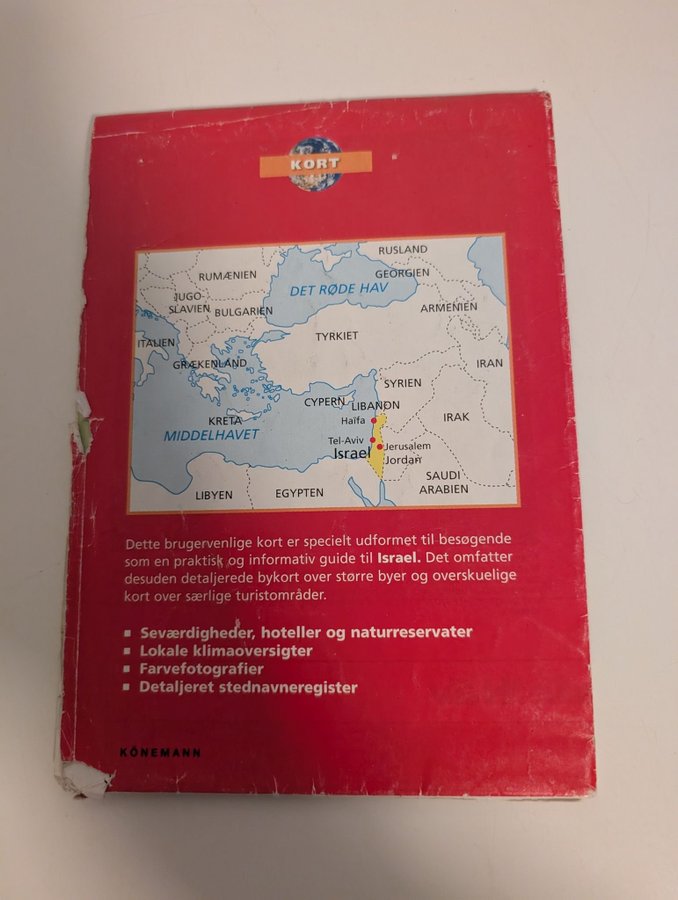 KORT
RUSLAND
RUMÆNIEN
GEORGIEN
DET RØDE HAV
JUGO-
SLAVIEN
BULGARIEN
ARMENIEN
ITALIEN
TYRKIET
GRÆKENLAND
IRAN
SYRIEN
CYPERN
LIBANON
KRETA
Haïfa
IRAK
MIDDELHAVET
Tel-Aviv
Jerusalem
Israel
Jordan
SAUDI
ARABIEN
LIBYEN
EGYPTEN
Dette brugervenlige kort er specielt udformet til besøgende
som en praktisk og informativ guide til Israel. Det omfatter
desuden detaljerede bykort over større byer og overskuelige
kort over særlige turistområder.
▪ Seværdigheder, hoteller og naturreservater
▪ Lokale klimaoversigter
▪ Farvefotografier
▪ Detaljeret stednavneregister
KÖNEMANN